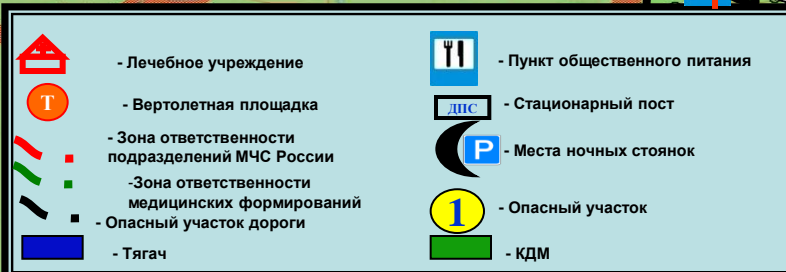 - Лечебное учреждение
Т
- Вертолетная площадка
- Зона ответственности
подразделений МЧС России
-Зона ответственности
медицинских формирований
- Опасный участок дороги
- Тягач
- Пункт общественного питания
ДПС
- Стационарный пост
P
- Места ночных стоянок
1
- Опасный участок
- КДМ